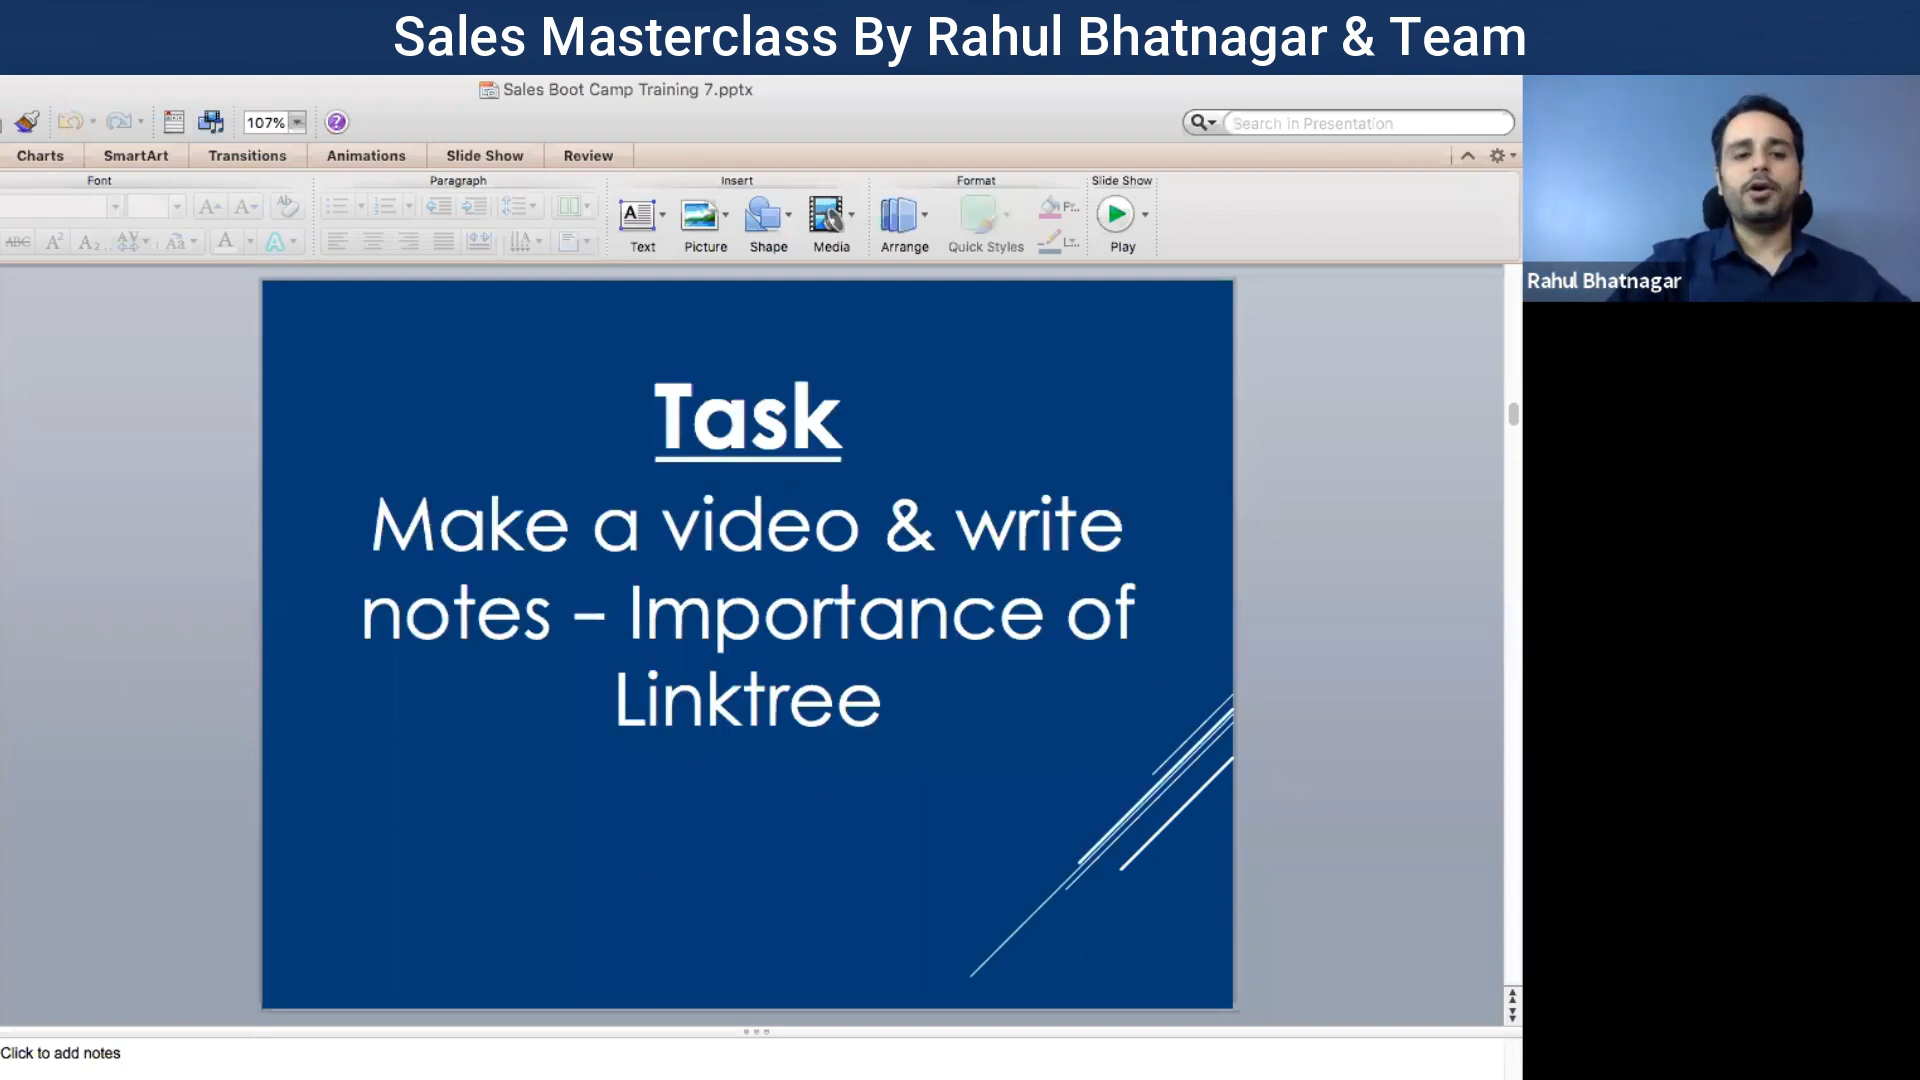 Sales Masterclass By Rahul Bhatnagar & Team
Sales Boot Camp Training 7.pptx
107%
Search in Presentation
Charts SmartArt Transitions Animations Slide Show Review
Font Paragraph Insert Format Slide Show
Text Picture Shape Media Arrange Quick Styles Play
Rahul Bhatnagar
Task
Make a video & write
notes – Importance of
Linktree
Click to add notes